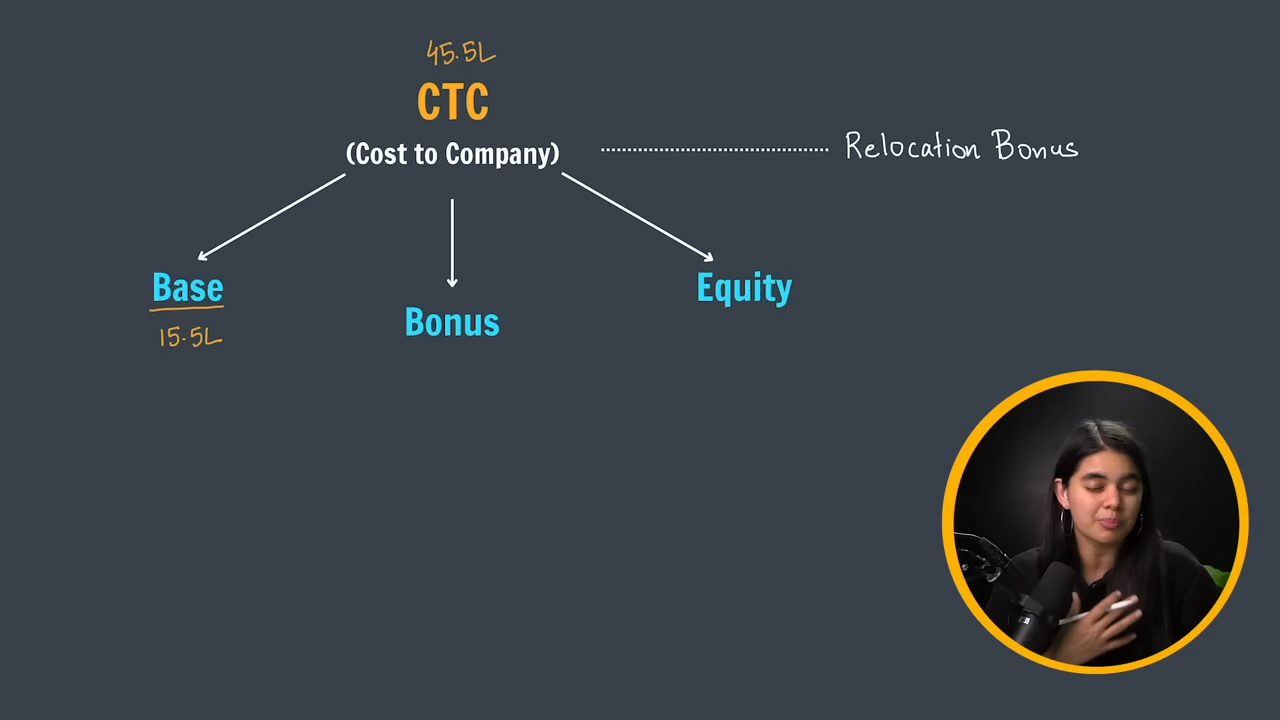 45.5L
CTC
(Cost to Company)
Relocation Bonus
Base
15.5L
Bonus
Equity